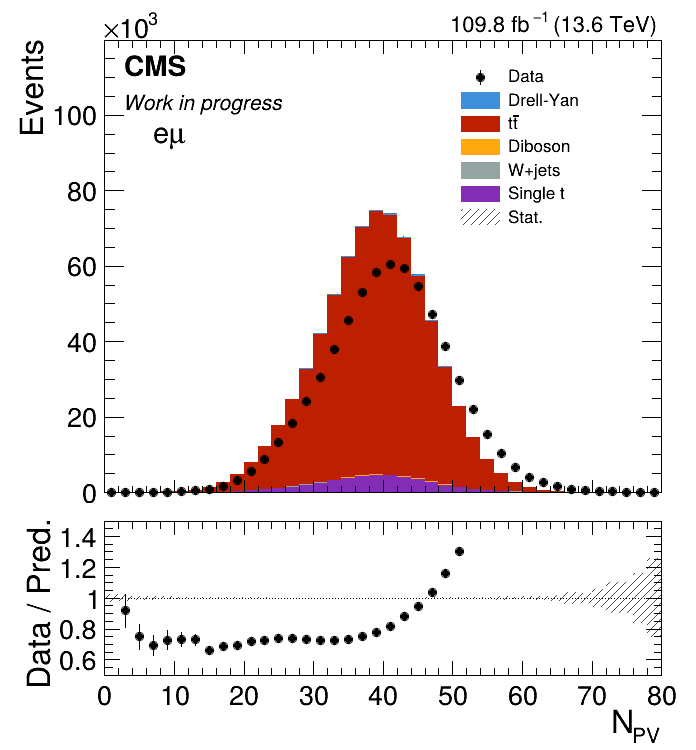 ×10³
109.8 fb⁻¹ (13.6 TeV)
CMS
Work in progress
eμ
Data
Drell-Yan
tt̅
Diboson
W+jets
Single t
Stat.
Events
100
80
60
40
20
0
Data / Pred.
1.4
1.2
1
0.8
0.6
0 10 20 30 40 50 60 70 80
N_PV